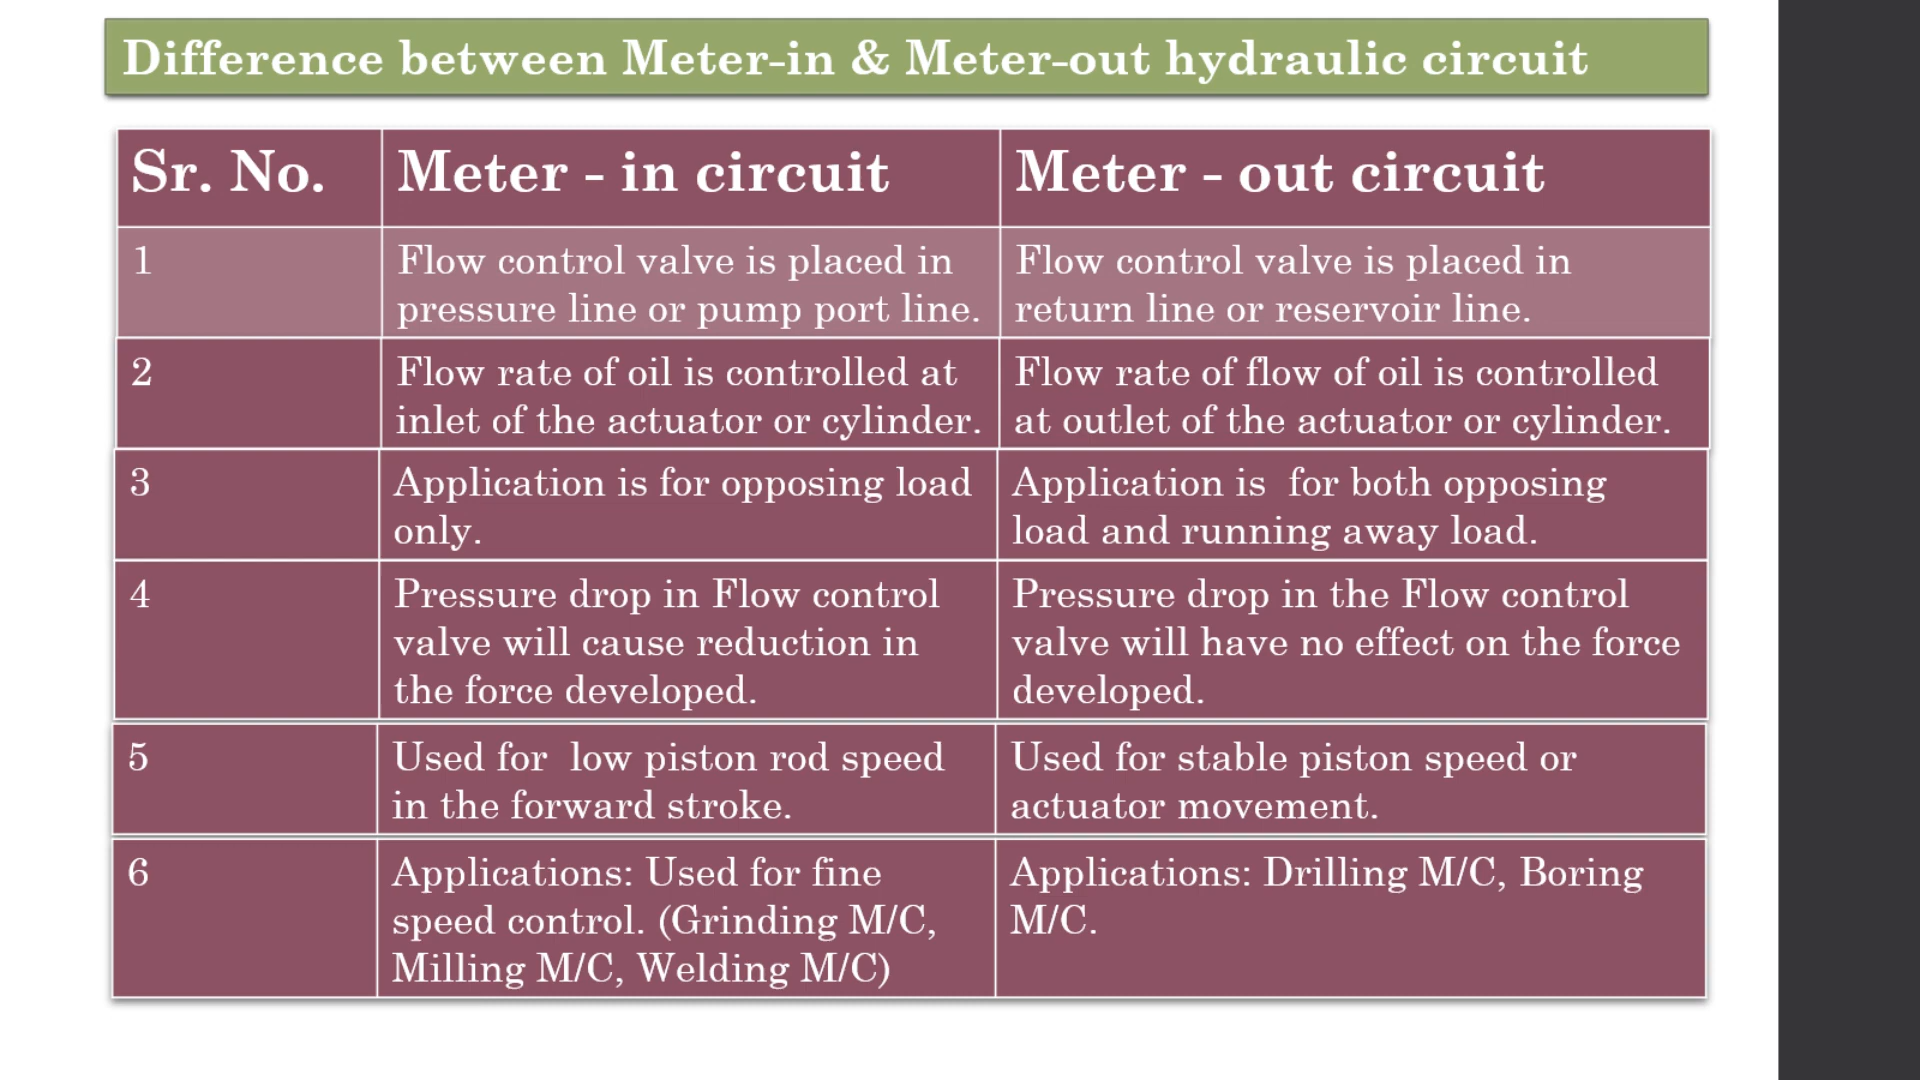 Difference between Meter-in & Meter-out hydraulic circuit
Sr. No.
Meter - in circuit
Meter - out circuit
1
Flow control valve is placed in
pressure line or pump port line.
Flow control valve is placed in
return line or reservoir line.
2
Flow rate of oil is controlled at
inlet of the actuator or cylinder.
Flow rate of flow of oil is controlled
at outlet of the actuator or cylinder.
3
Application is for opposing load
only.
Application is  for both opposing
load and running away load.
4
Pressure drop in Flow control
valve will cause reduction in
the force developed.
Pressure drop in the Flow control
valve will have no effect on the force
developed.
5
Used for  low piston rod speed
in the forward stroke.
Used for stable piston speed or
actuator movement.
6
Applications: Used for fine
speed control. (Grinding M/C,
Milling M/C, Welding M/C)
Applications: Drilling M/C, Boring
M/C.